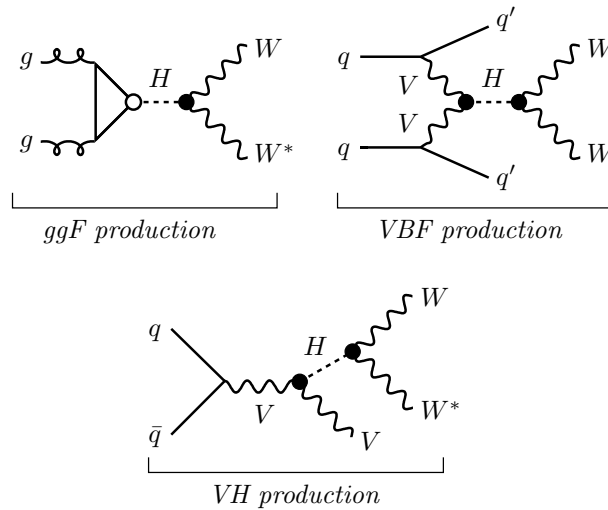 g H W
g W*
ggF production
q q′
V H W
V
q q′ W
VBF production
q H W
q̄ V V W*
VH production